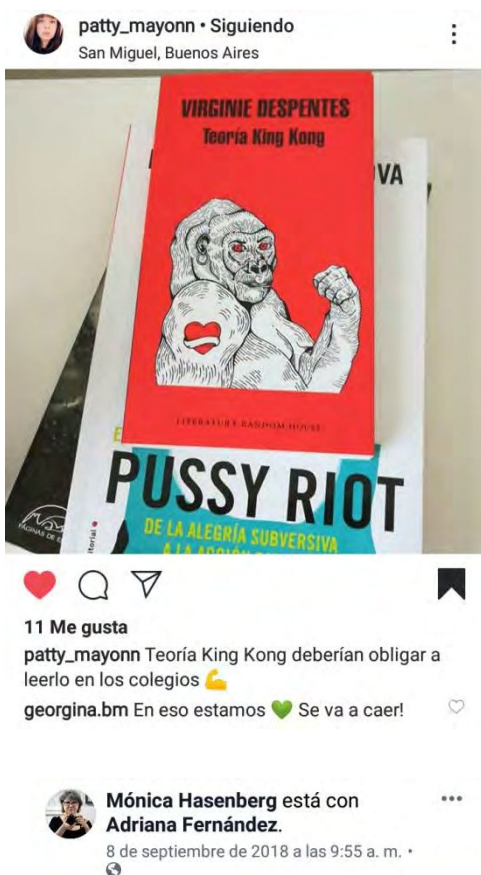 patty_mayonn • Siguiendo
San Miguel, Buenos Aires
VIRGINIE DESPENTES
Teoría King Kong
VA
LITERATURA RANDOM HOUSE
PUSSY RIOT
DE LA ALEGRÍA SUBVERSIVA
PÁGINAS DE
11 Me gusta
patty_mayonn Teoría King Kong deberían obligar a
leerlo en los colegios 💪
georgina.bm En eso estamos 💚 Se va a caer!
Mónica Hasenberg está con
Adriana Fernández.
8 de septiembre de 2018 a las 9:55 a. m. •